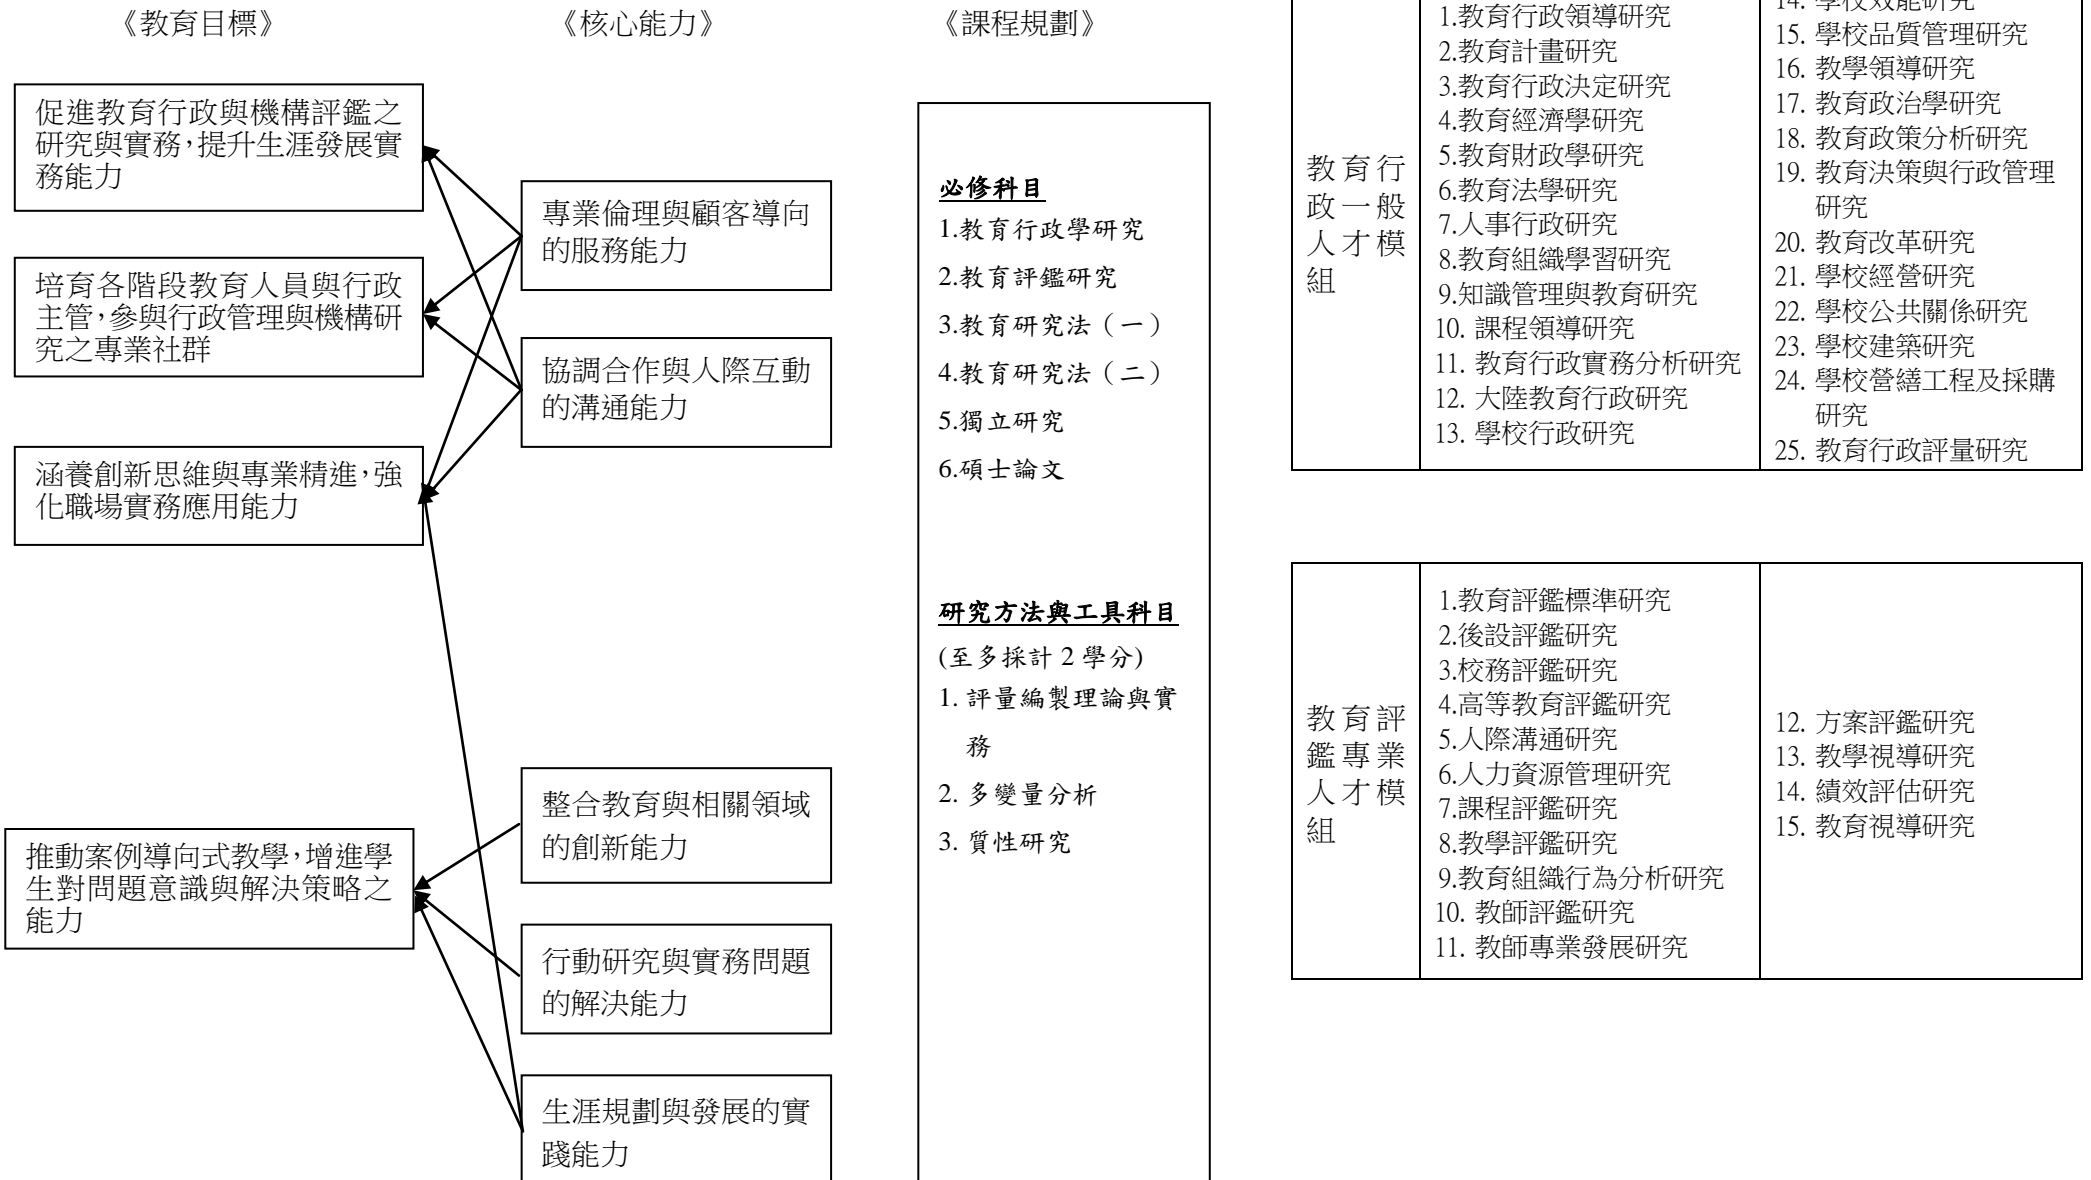 《教育目標》
《核心能力》
《課程規劃》
促進教育行政與機構評鑑之
研究與實務，提升生涯發展實
務能力
培育各階段教育人員與行政
主管，參與行政管理與機構研
究之專業社群
涵養創新思維與專業精進，強
化職場實務應用能力
推動案例導向式教學，增進學
生對問題意識與解決策略之
能力
專業倫理與顧客導向
的服務能力
協調合作與人際互動
的溝通能力
整合教育與相關領域
的創新能力
行動研究與實務問題
的解決能力
生涯規劃與發展的實
踐能力
必修科目
1.教育行政學研究
2.教育評鑑研究
3.教育研究法（一）
4.教育研究法（二）
5.獨立研究
6.碩士論文
研究方法與工具科目
(至多採計 2 學分)
1. 評量編製理論與實
務
2. 多變量分析
3. 質性研究
教育行
政一般
人才模
組
1.教育行政領導研究
2.教育計畫研究
3.教育行政決定研究
4.教育經濟學研究
5.教育財政學研究
6.教育法學研究
7.人事行政研究
8.教育組織學習研究
9.知識管理與教育研究
10. 課程領導研究
11. 教育行政實務分析研究
12. 大陸教育行政研究
13. 學校行政研究
14. 學校效能研究
15. 學校品質管理研究
16. 教學領導研究
17. 教育政治學研究
18. 教育政策分析研究
19. 教育決策與行政管理
研究
20. 教育改革研究
21. 學校經營研究
22. 學校公共關係研究
23. 學校建築研究
24. 學校營繕工程及採購
研究
25. 教育行政評量研究
教育評
鑑專業
人才模
組
1.教育評鑑標準研究
2.後設評鑑研究
3.校務評鑑研究
4.高等教育評鑑研究
5.人際溝通研究
6.人力資源管理研究
7.課程評鑑研究
8.教學評鑑研究
9.教育組織行為分析研究
10. 教師評鑑研究
11. 教師專業發展研究
12. 方案評鑑研究
13. 教學視導研究
14. 績效評估研究
15. 教育視導研究